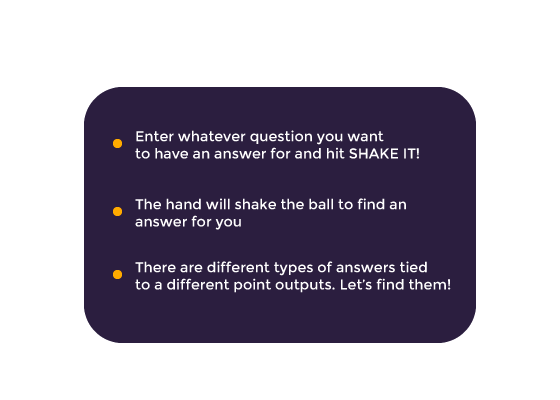 Enter whatever question you want
to have an answer for and hit SHAKE IT!
The hand will shake the ball to find an
answer for you
There are different types of answers tied
to a different point outputs. Let's find them!